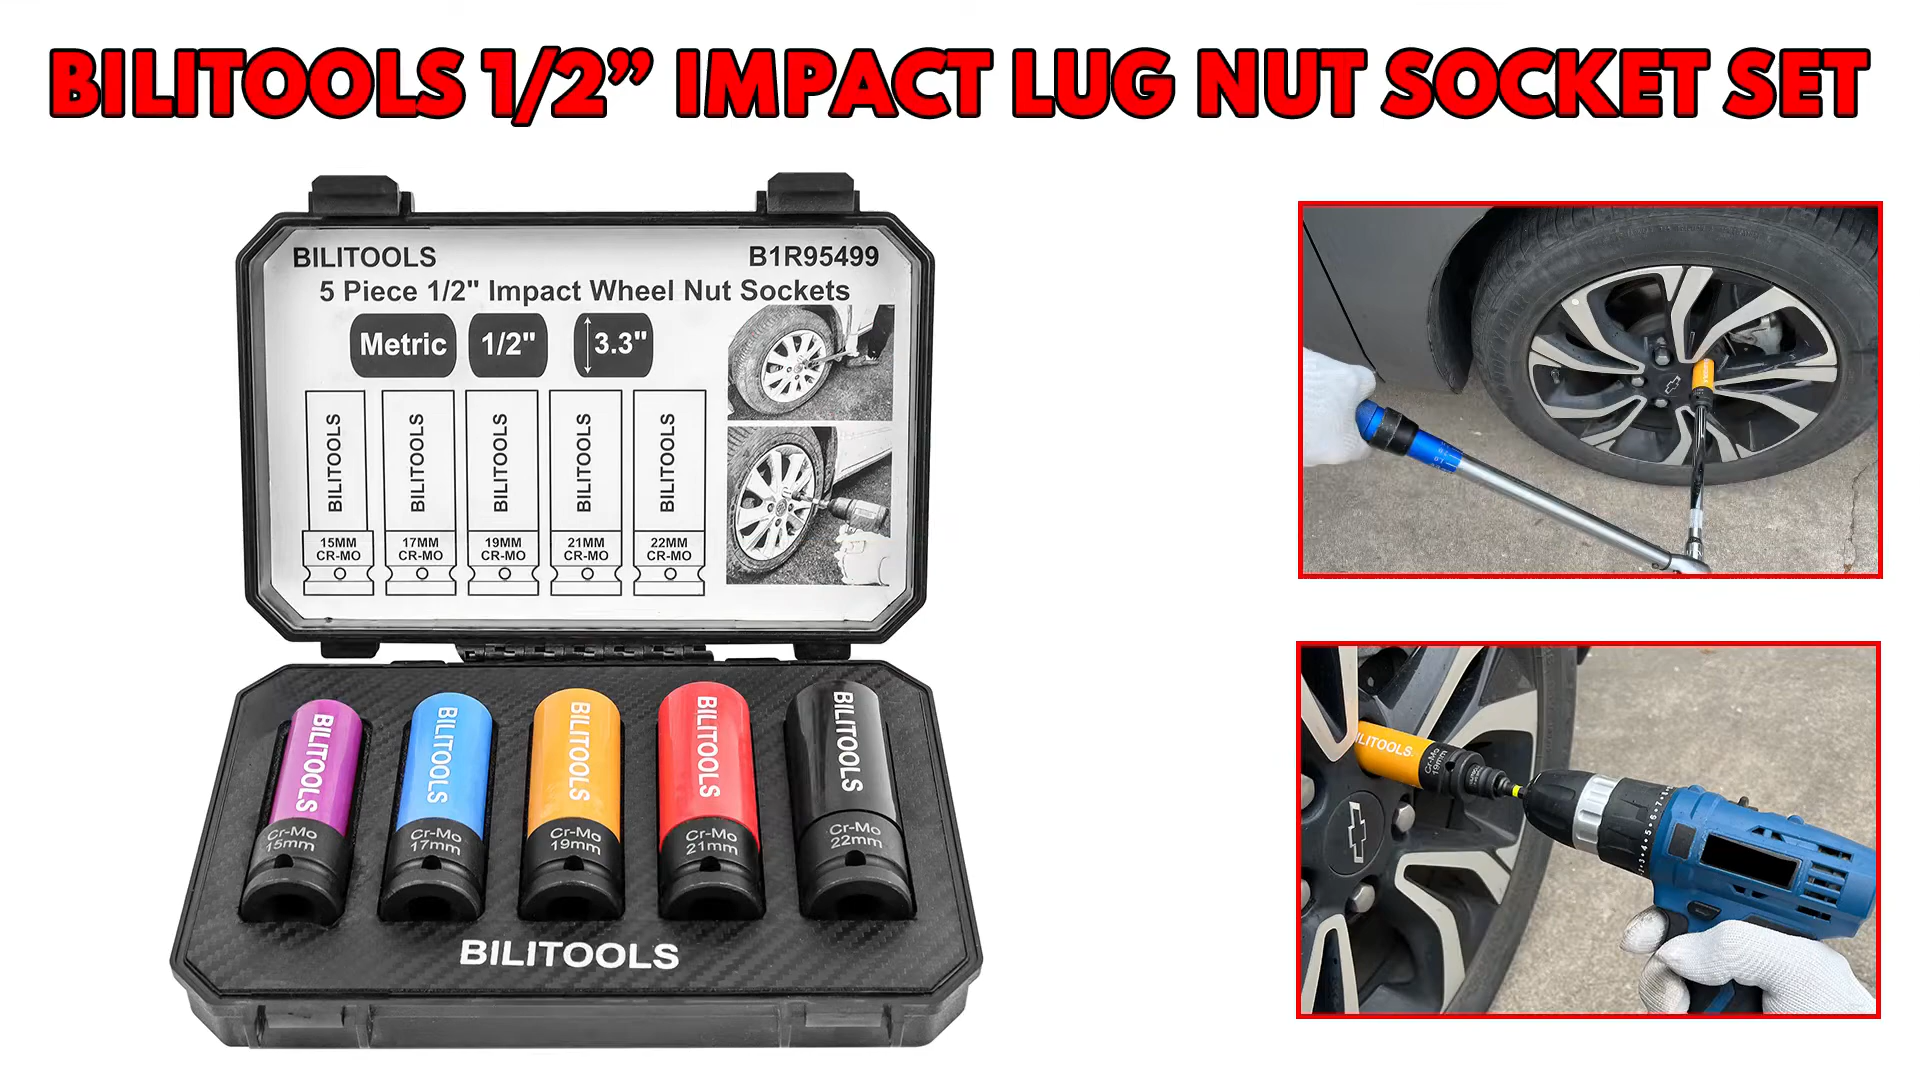 BILITOOLS 1/2” IMPACT LUG NUT SOCKET SET
BILITOOLS
B1R95499
5 Piece 1/2" Impact Wheel Nut Sockets
Metric
1/2"
3.3"
BILITOOLS
BILITOOLS
BILITOOLS
BILITOOLS
BILITOOLS
15MM
CR-MO
17MM
CR-MO
19MM
CR-MO
21MM
CR-MO
22MM
CR-MO
BILITOOLS
Cr-Mo
15mm
BILITOOLS
Cr-Mo
17mm
BILITOOLS
Cr-Mo
19mm
BILITOOLS
Cr-Mo
21mm
BILITOOLS
Cr-Mo
22mm
BILITOOLS
ILITOOLS
Cr-Mo
19mm